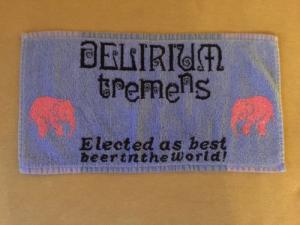 DELIRIUM
tremens
Elected as best
beer in the World!